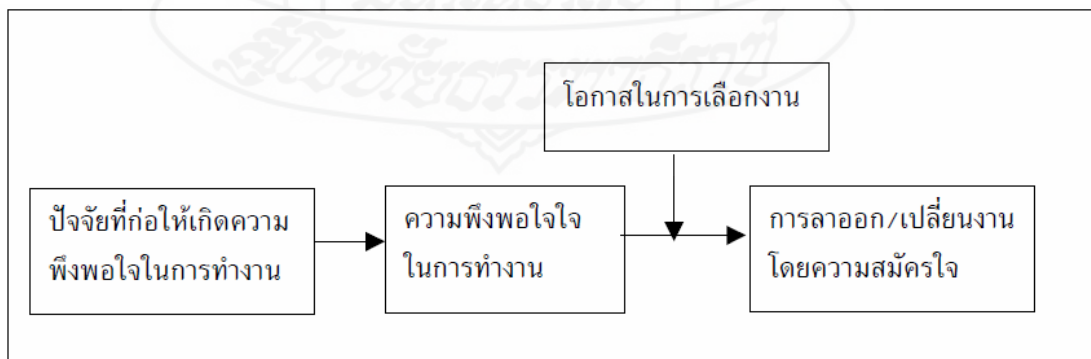 โอกาสในการเลือกงาน
ปัจจัยที่ก่อให้เกิดความ
พึงพอใจในการทำงาน
ความพึงพอใจใจ
ในการทำงาน
การลาออก/เปลี่ยนงาน
โดยความสมัครใจ